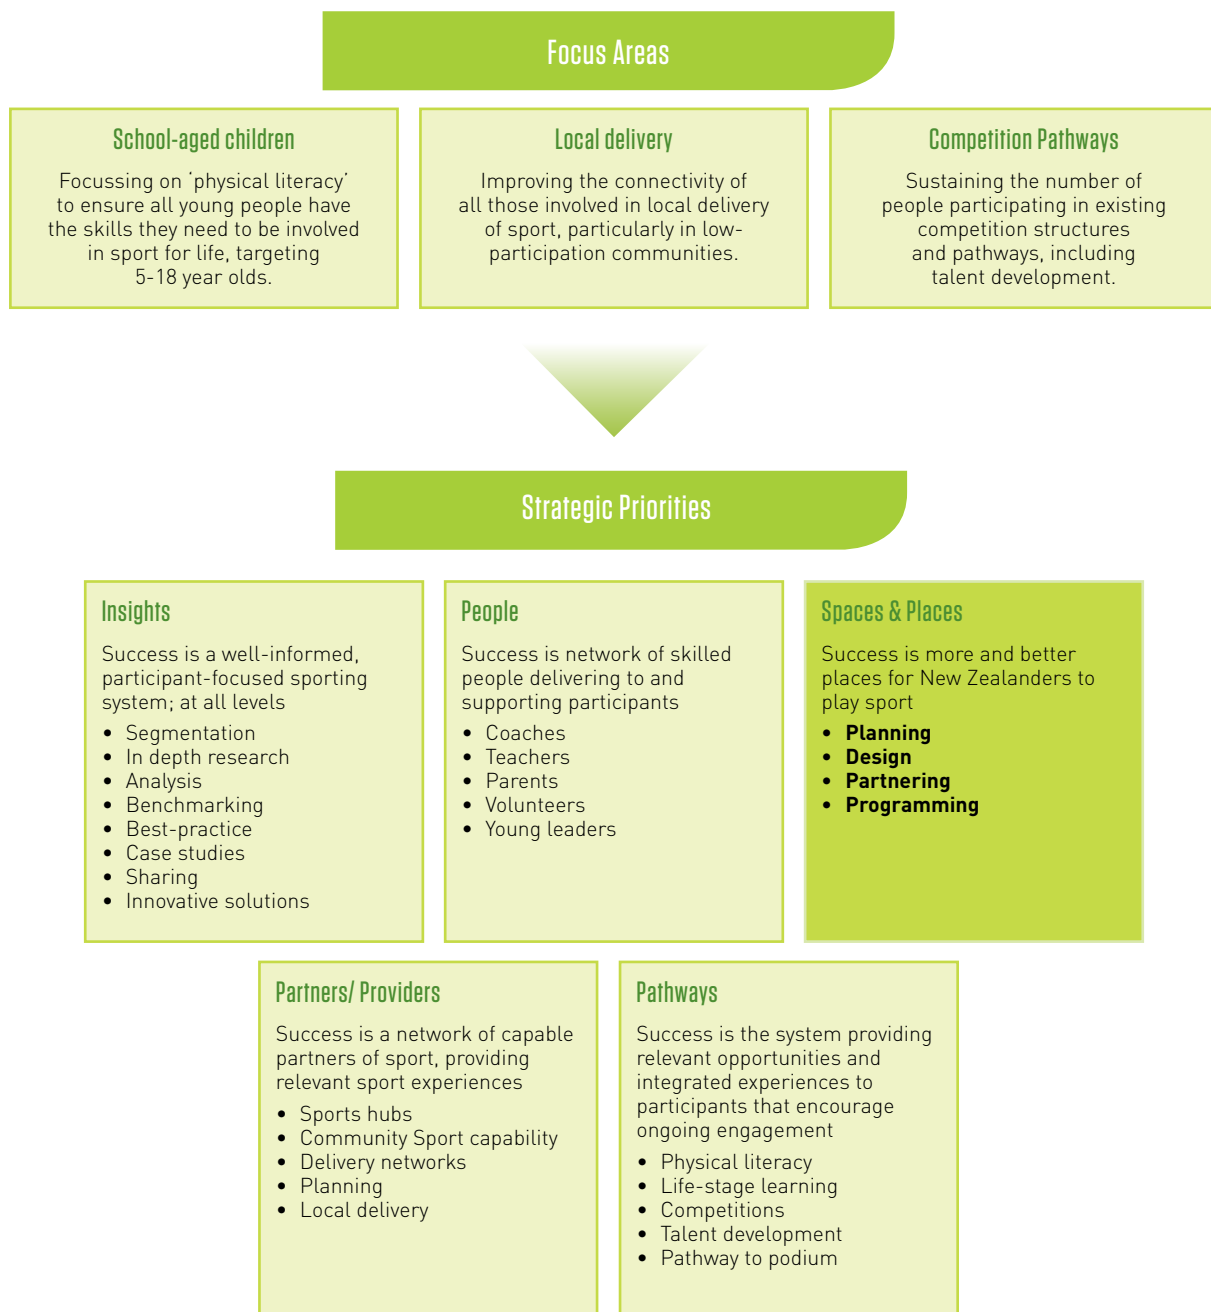 Focus Areas
School-aged children
Focussing on ‘physical literacy’
to ensure all young people have
the skills they need to be involved
in sport for life, targeting
5-18 year olds.
Local delivery
Improving the connectivity of
all those involved in local delivery
of sport, particularly in low-
participation communities.
Competition Pathways
Sustaining the number of
people participating in existing
competition structures
and pathways, including
talent development.
Strategic Priorities
Insights
Success is a well-informed,
participant-focused sporting
system; at all levels
• Segmentation
• In depth research
• Analysis
• Benchmarking
• Best-practice
• Case studies
• Sharing
• Innovative solutions
People
Success is network of skilled
people delivering to and
supporting participants
• Coaches
• Teachers
• Parents
• Volunteers
• Young leaders
Spaces & Places
Success is more and better
places for New Zealanders to
play sport
• Planning
• Design
• Partnering
• Programming
Partners/ Providers
Success is a network of capable
partners of sport, providing
relevant sport experiences
• Sports hubs
• Community Sport capability
• Delivery networks
• Planning
• Local delivery
Pathways
Success is the system providing
relevant opportunities and
integrated experiences to
participants that encourage
ongoing engagement
• Physical literacy
• Life-stage learning
• Competitions
• Talent development
• Pathway to podium